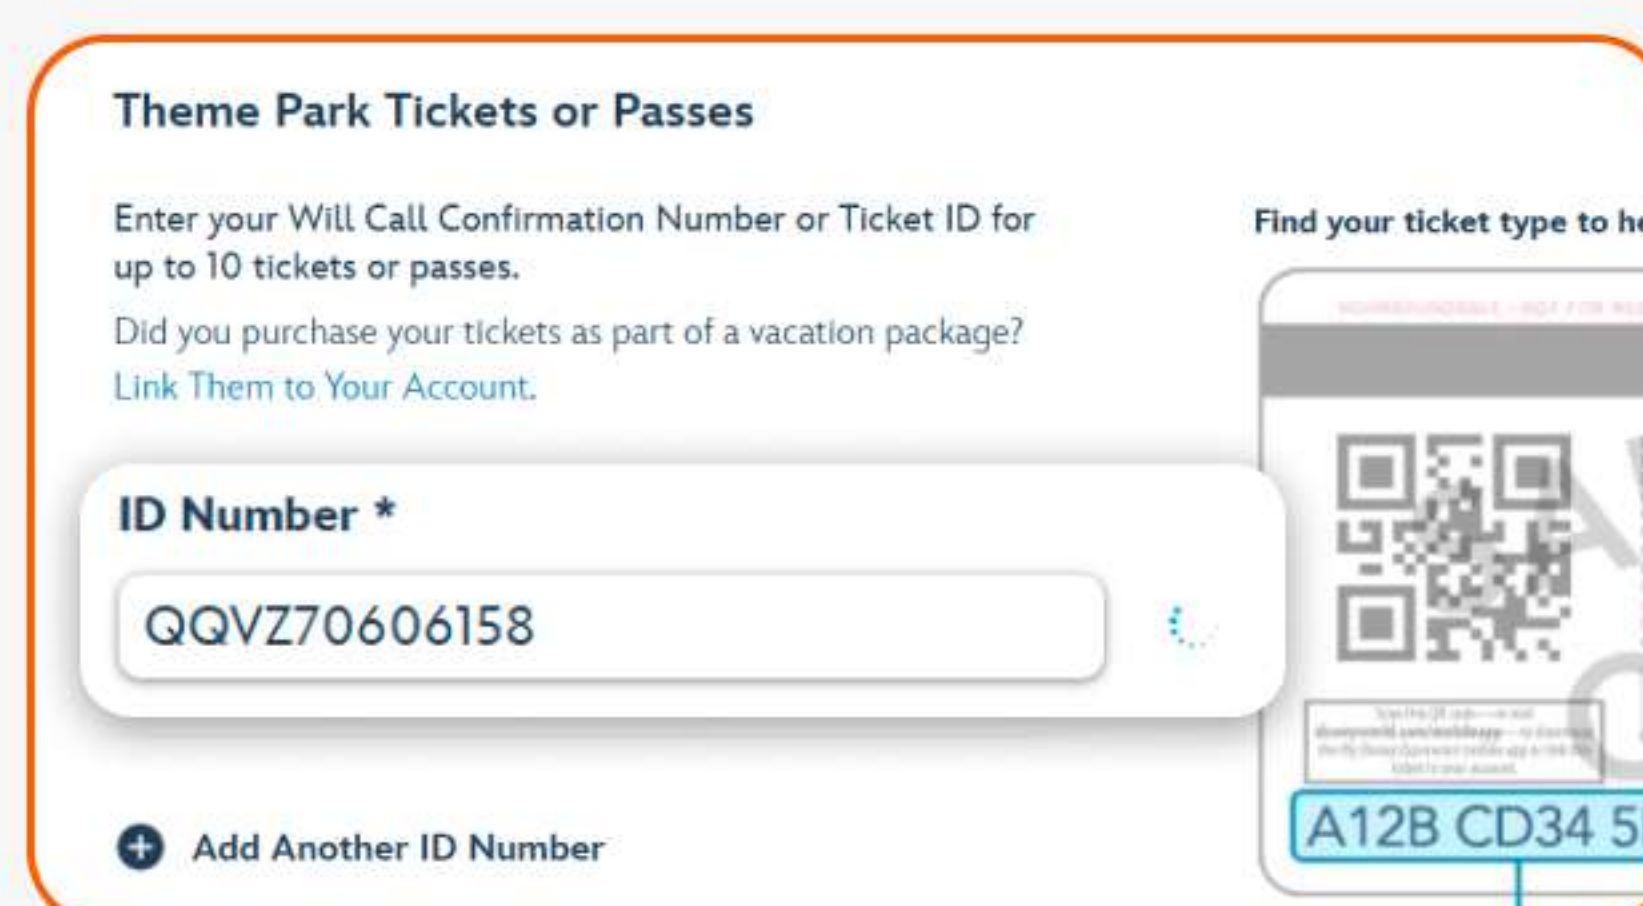 Theme Park Tickets or Passes
Enter your Will Call Confirmation Number or Ticket ID for
up to 10 tickets or passes.
Did you purchase your tickets as part of a vacation package?
Link Them to Your Account.
ID Number *
QQVZ70606158
Add Another ID Number
Find your ticket type to he
A12B CD34 5